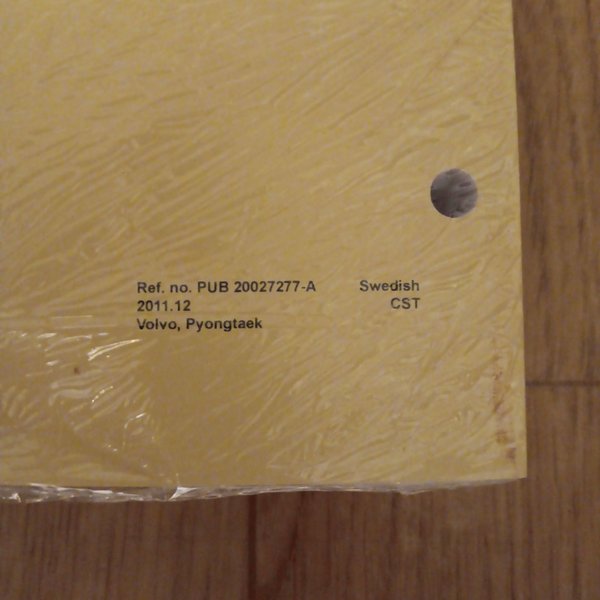 Ref. no. PUB 20027277-A Swedish
2011.12 CST
Volvo, Pyongtaek